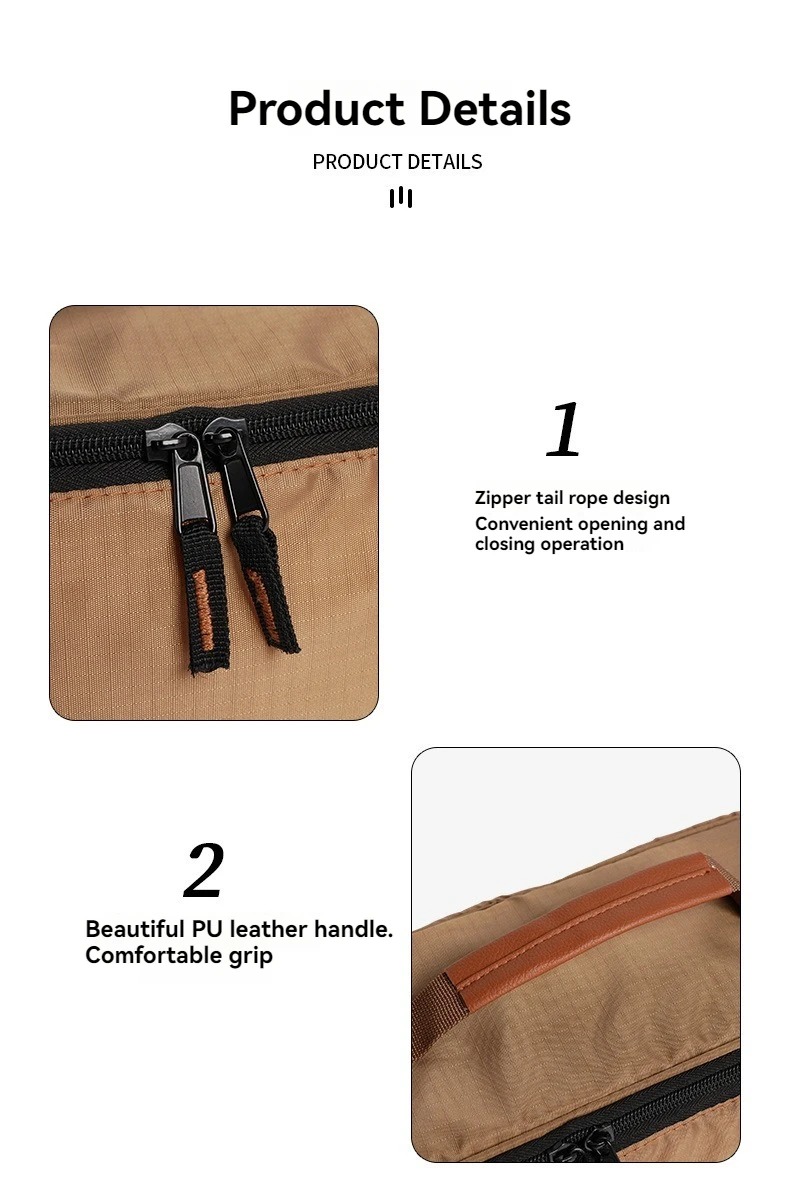 Product Details
PRODUCT DETAILS
1
Zipper tail rope design
Convenient opening and
closing operation
2
Beautiful PU leather handle.
Comfortable grip